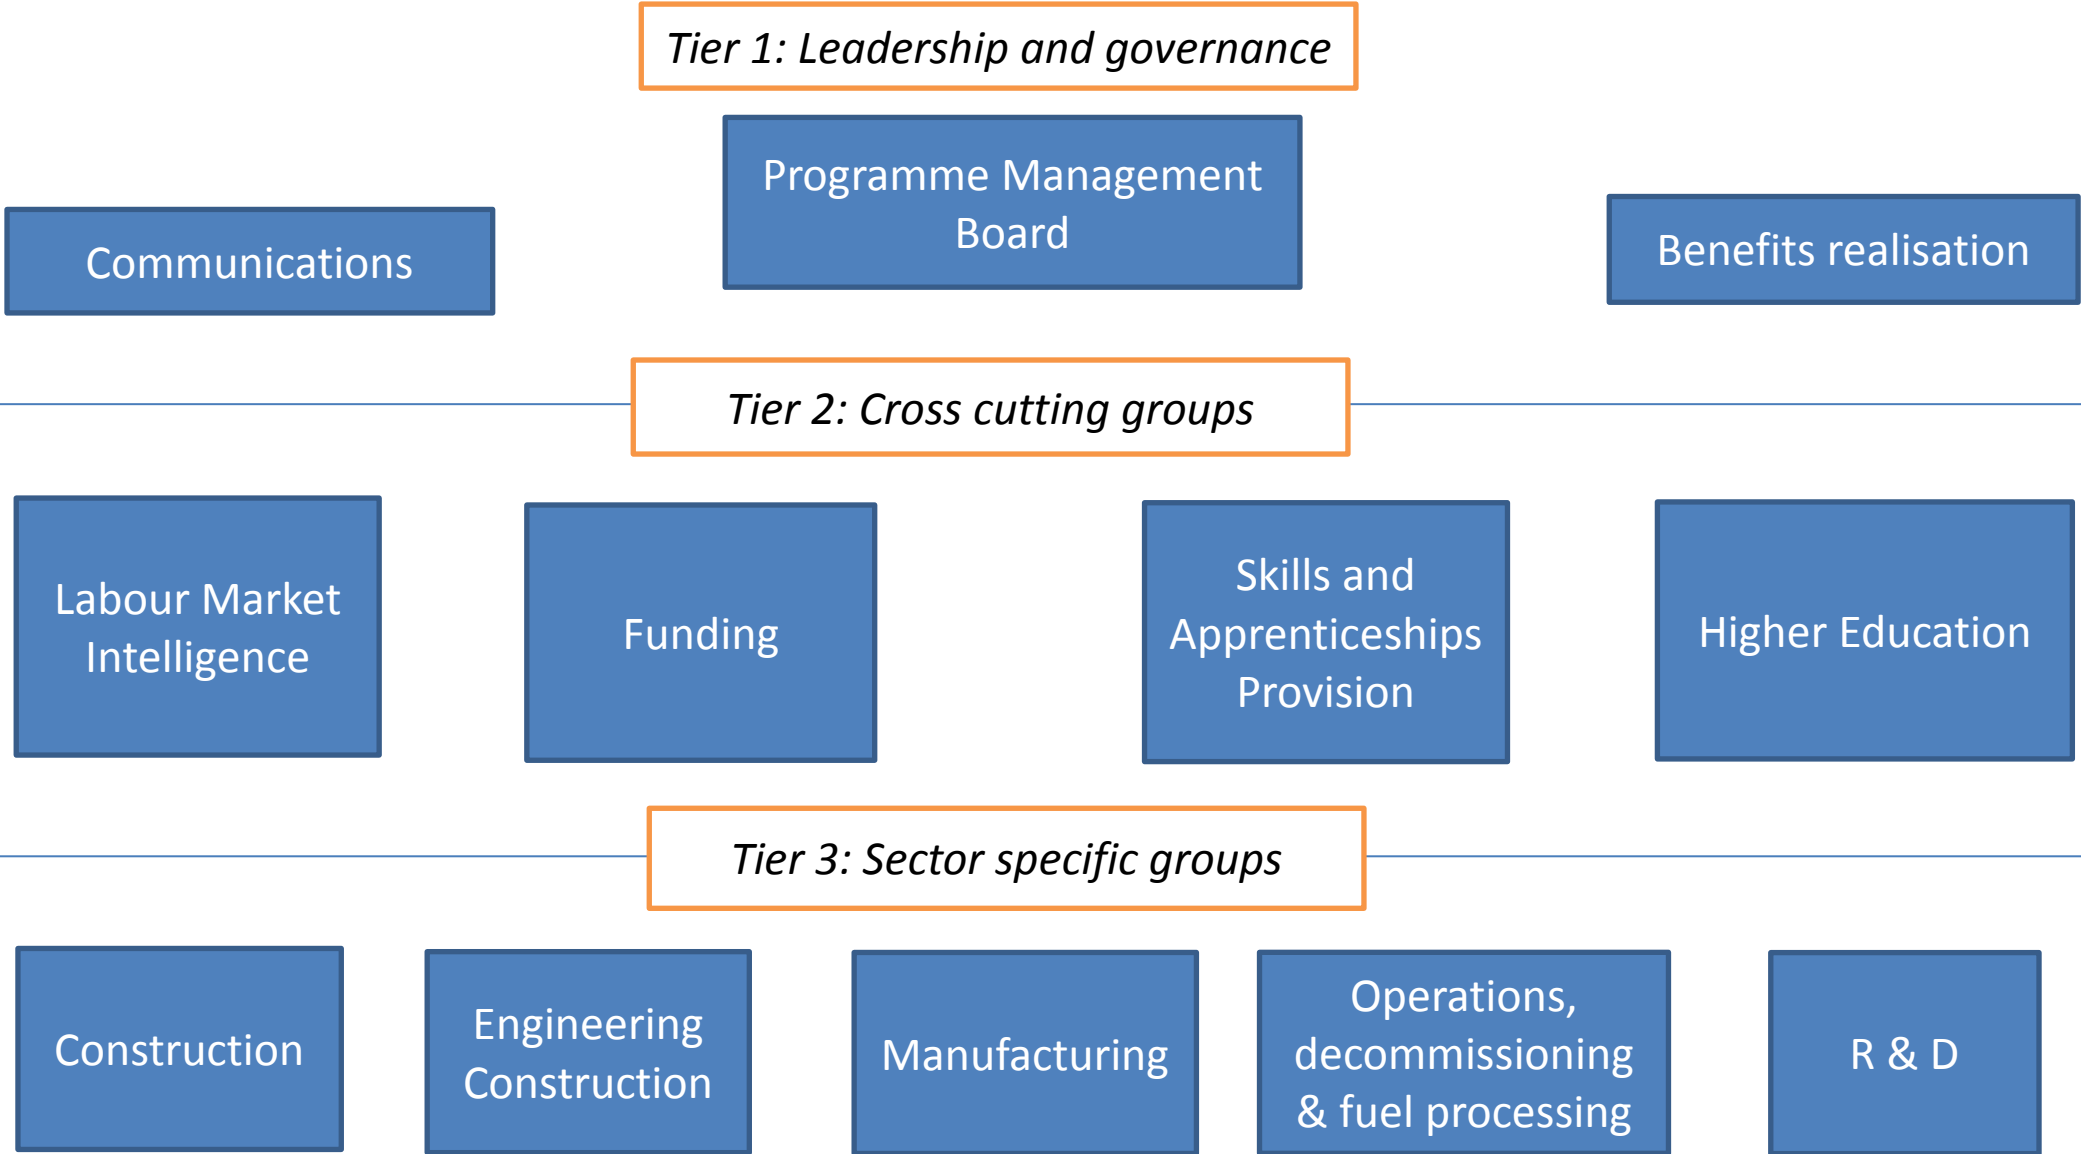 Tier 1: Leadership and governance
Programme Management
Board
Communications
Benefits realisation
Tier 2: Cross cutting groups
Labour Market
Intelligence
Funding
Skills and
Apprenticeships
Provision
Higher Education
Tier 3: Sector specific groups
Construction
Engineering
Construction
Manufacturing
Operations,
decommissioning
& fuel processing
R & D